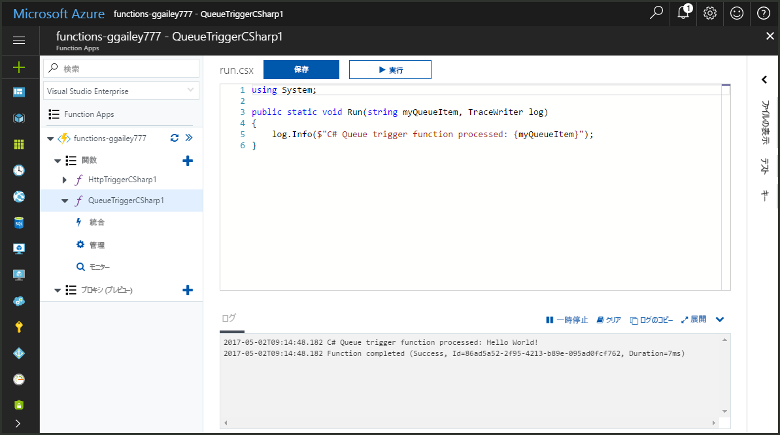 Microsoft Azure functions-ggailey777 - QueueTriggerCSharp1
1
functions-ggailey777 - QueueTriggerCSharp1
Function Apps
検索
Visual Studio Enterprise
Function Apps
functions-ggailey777
関数
HttpTriggerCSharp1
QueueTriggerCSharp1
統合
管理
モニター
プロキシ (プレビュー)
run.csx 保存 実行
1 using System;
2
3 public static void Run(string myQueueItem, TraceWriter log)
4 {
5 log.Info($"C# Queue trigger function processed: {myQueueItem}");
6 }
ログ 一時停止 クリア ログのコピー 展開
2017-05-02T09:14:48.182 C# Queue trigger function processed: Hello World!
2017-05-02T09:14:48.182 Function completed (Success, Id=86ad5a52-2f95-4213-b89e-095ad0fcf762, Duration=7ms)
ファイルの表示
テスト
キー